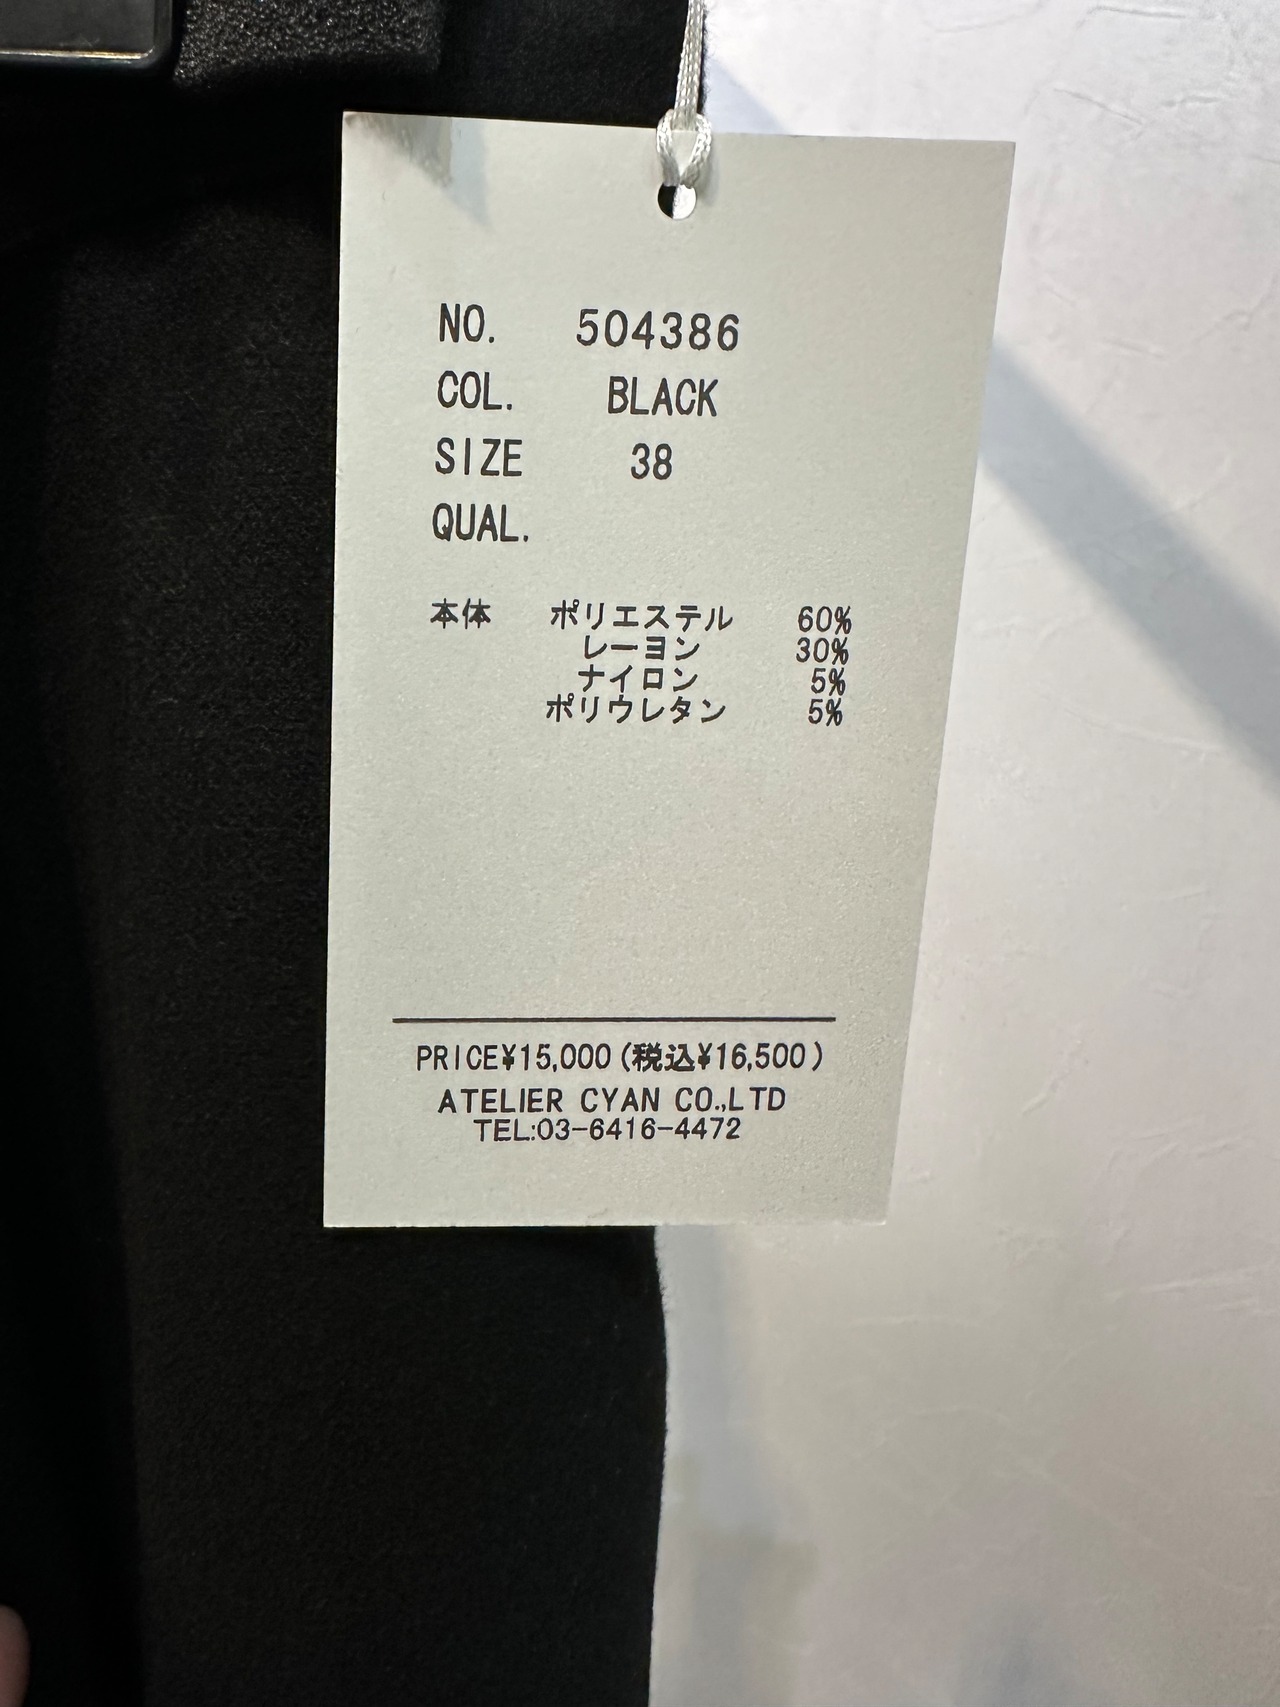 NO. 504386
COL. BLACK
SIZE 38
QUAL.
本体 ポリエステル 60%
レーヨン 30%
ナイロン 5%
ポリウレタン 5%
PRICE¥15,000(税込¥16,500)
ATELIER CYAN CO.,LTD
TEL:03-6416-4472